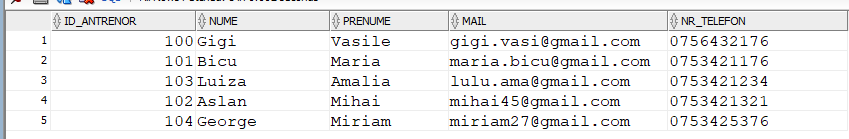 ID_ANTRENOR NUME PRENUME MAIL NR_TELEFON
1 100 Gigi Vasile gigi.vasi@gmail.com 0756432176
2 101 Bicu Maria maria.bicu@gmail.com 0753421176
3 103 Luiza Amalia lulu.ama@gmail.com 0753421234
4 102 Aslan Mihai mihai45@gmail.com 0753421321
5 104 George Miriam miriam27@gmail.com 0753425376